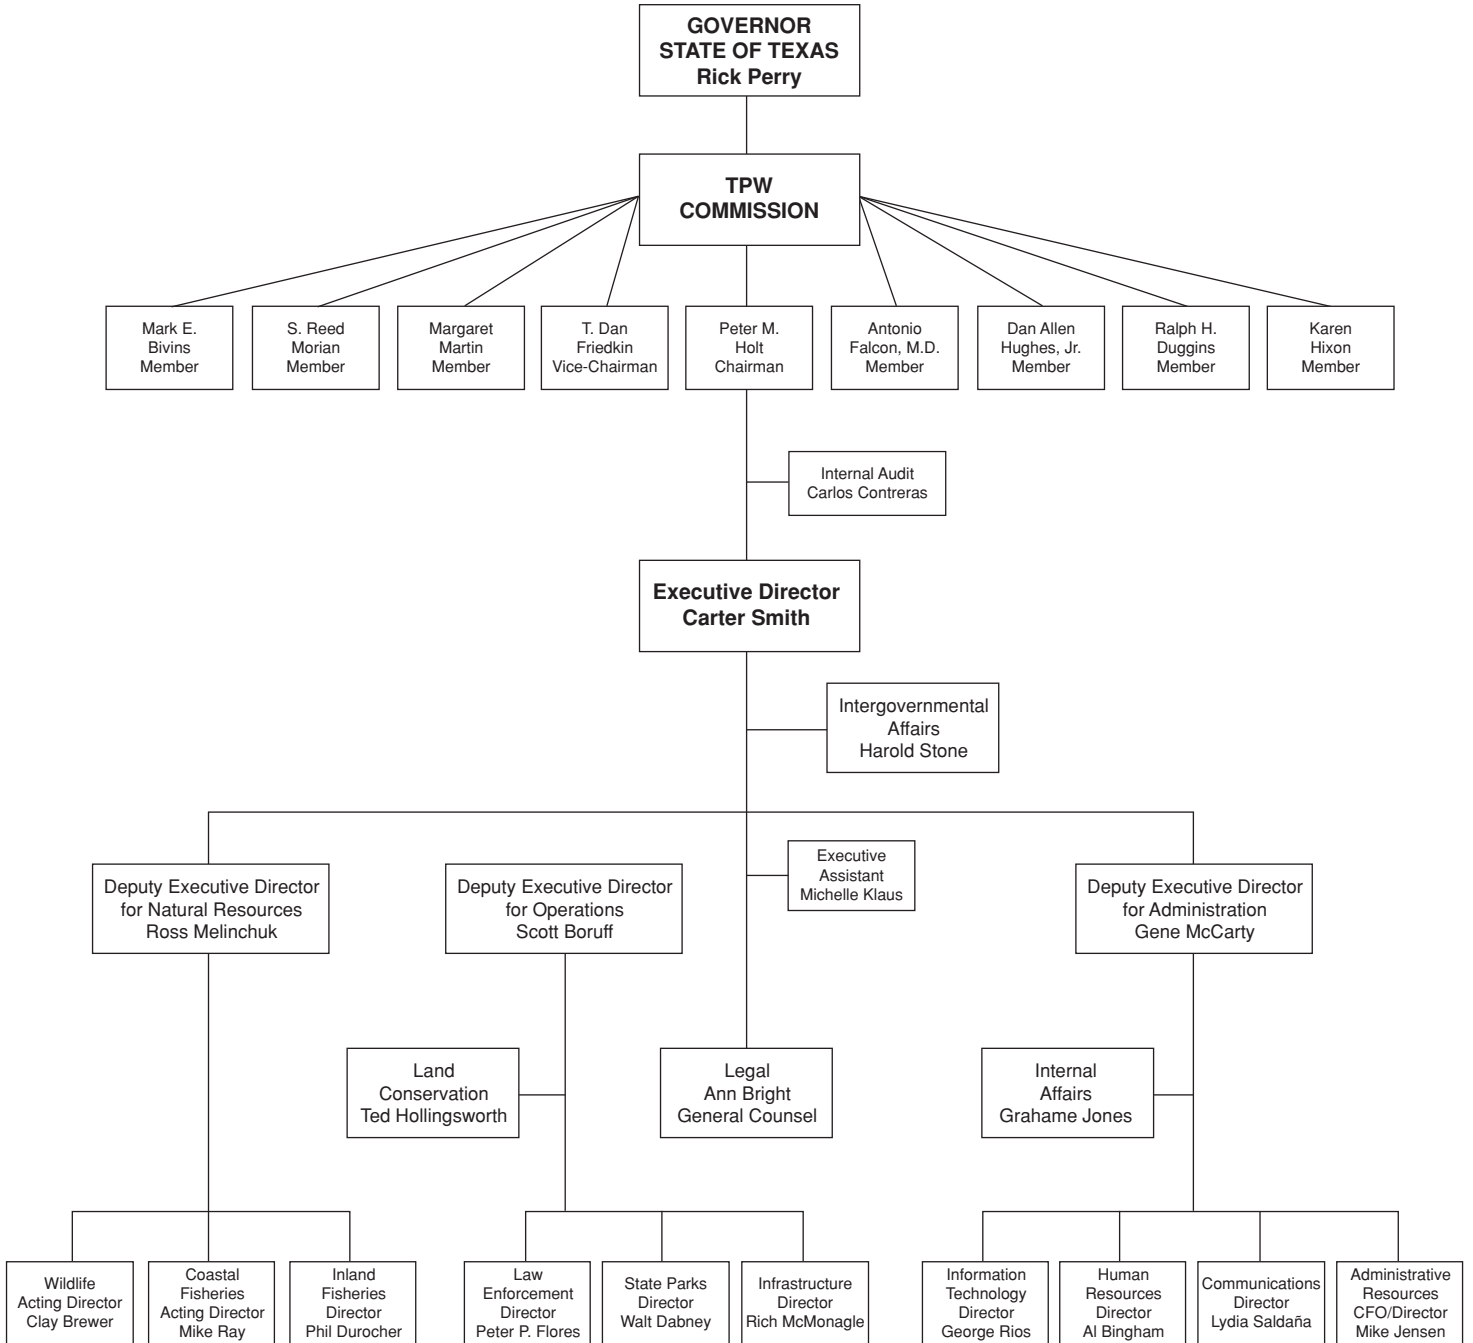 GOVERNOR
STATE OF TEXAS
Rick Perry
TPW
COMMISSION
Mark E.
Bivins
Member
S. Reed
Morian
Member
Margaret
Martin
Member
T. Dan
Friedkin
Vice-Chairman
Peter M.
Holt
Chairman
Antonio
Falcon, M.D.
Member
Dan Allen
Hughes, Jr.
Member
Ralph H.
Duggins
Member
Karen
Hixon
Member
Internal Audit
Carlos Contreras
Executive Director
Carter Smith
Intergovernmental
Affairs
Harold Stone
Deputy Executive Director
for Natural Resources
Ross Melinchuk
Deputy Executive Director
for Operations
Scott Boruff
Executive
Assistant
Michelle Klaus
Deputy Executive Director
for Administration
Gene McCarty
Land
Conservation
Ted Hollingsworth
Legal
Ann Bright
General Counsel
Internal
Affairs
Grahame Jones
Wildlife
Acting Director
Clay Brewer
Coastal
Fisheries
Acting Director
Mike Ray
Inland
Fisheries
Director
Phil Durocher
Law
Enforcement
Director
Peter P. Flores
State Parks
Director
Walt Dabney
Infrastructure
Director
Rich McMonagle
Information
Technology
Director
George Rios
Human
Resources
Director
Al Bingham
Communications
Director
Lydia Saldaña
Administrative
Resources
CFO/Director
Mike Jensen